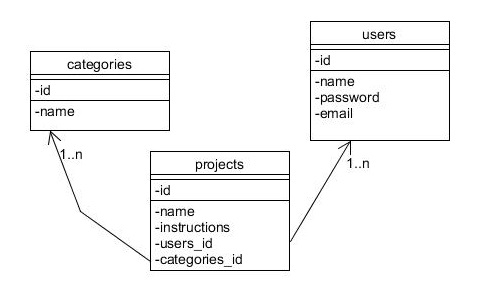 users
-id
-name
-password
-email
categories
-id
-name
1..n
1..n
projects
-id
-name
-instructions
-users_id
-categories_id